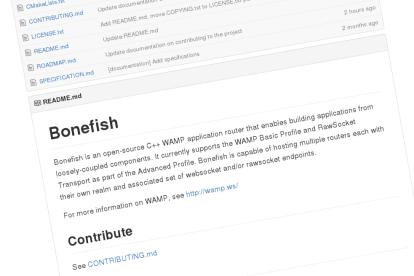 CMakeLists.txt Update documentation
CONTRIBUTING.md Update documentation
LICENSE.txt Add README.md, move COPYING.txt to LICENSE.txt
README.md Update README.md
ROADMAP.md Update documentation on contributing to the project 2 hours ago
SPECIFICATION.md [documentation] Add specifications 2 months ago
README.md
Bonefish
Bonefish is an open-source C++ WAMP application router that enables building applications from
loosely-coupled components. It currently supports the WAMP Basic Profile and RawSocket
Transport as part of the Advanced Profile. Bonefish is capable of hosting multiple routers each with
their own realm and associated set of websocket and/or rawsocket endpoints.
For more information on WAMP, see http://wamp.ws/
Contribute
See CONTRIBUTING.md